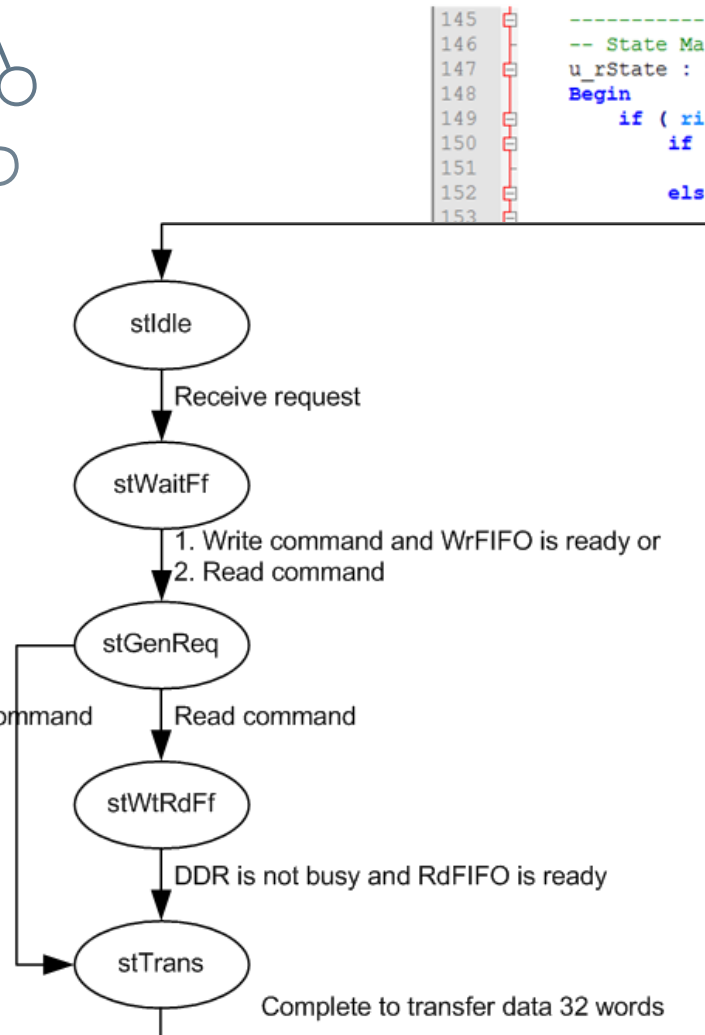 145 ------------
146 -- State Ma
147 u_rState :
148 Begin
149 if ( ri
150 if
151
152 els
153
stIdle
Receive request
stWaitFf
1. Write command and WrFIFO is ready or
2. Read command
stGenReq
ommand Read command
stWtRdFf
DDR is not busy and RdFIFO is ready
stTrans
Complete to transfer data 32 words